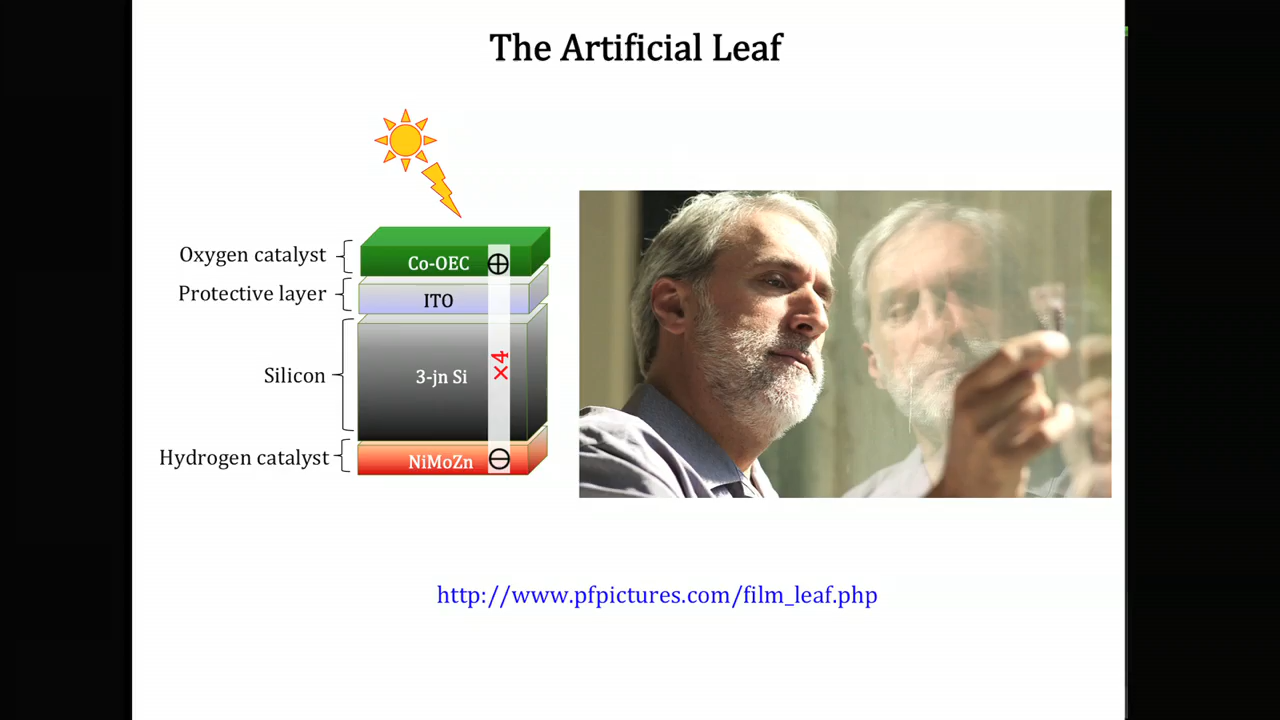 The Artificial Leaf
Oxygen catalyst
Co-OEC
⊕
Protective layer
ITO
×4
Silicon
3-jn Si
Hydrogen catalyst
NiMoZn
⊖
http://www.pfpictures.com/film_leaf.php